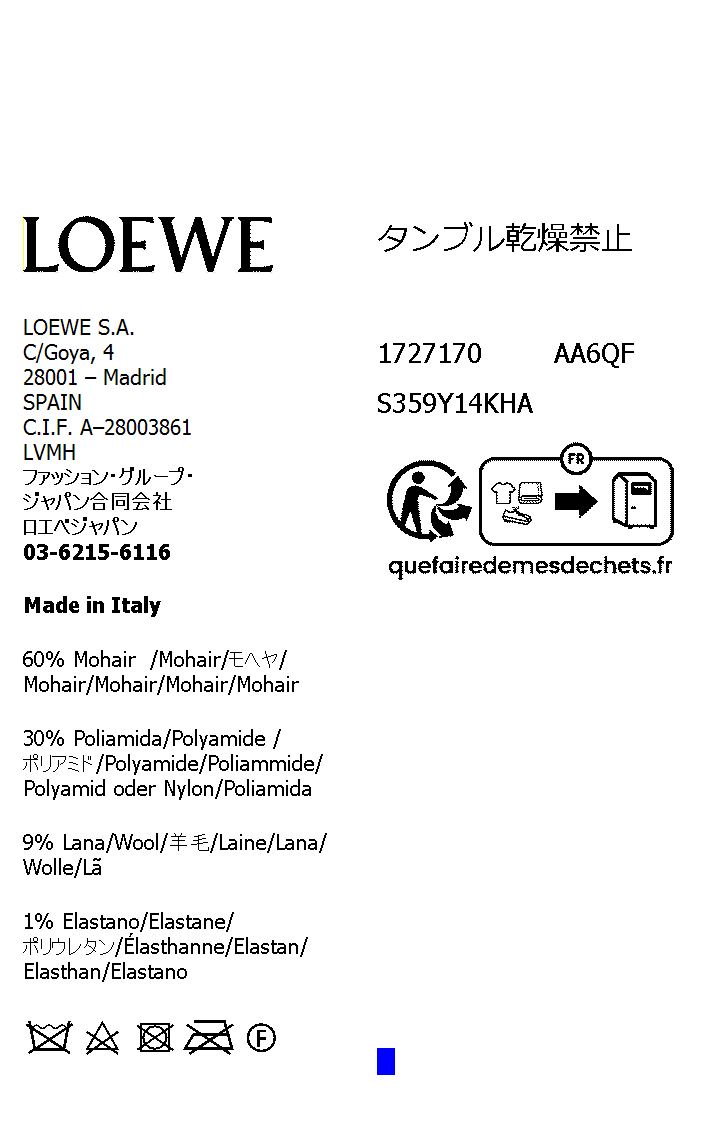 LOEWE
LOEWE S.A.
C/Goya, 4
28001 – Madrid
SPAIN
C.I.F. A–28003861
LVMH
ファッション・グループ・
ジャパン合同会社
ロエベジャパン
03-6215-6116
Made in Italy
60% Mohair /Mohair/モヘヤ/
Mohair/Mohair/Mohair/Mohair
30% Poliamida/Polyamide /
ポリアミド/Polyamide/Poliammide/
Polyamid oder Nylon/Poliamida
9% Lana/Wool/羊毛/Laine/Lana/
Wolle/Lã
1% Elastano/Elastane/
ポリウレタン/Élasthanne/Elastan/
Elasthan/Elastano
F
タンブル乾燥禁止
1727170 AA6QF
S359Y14KHA
FR
quefairedemesdechets.fr